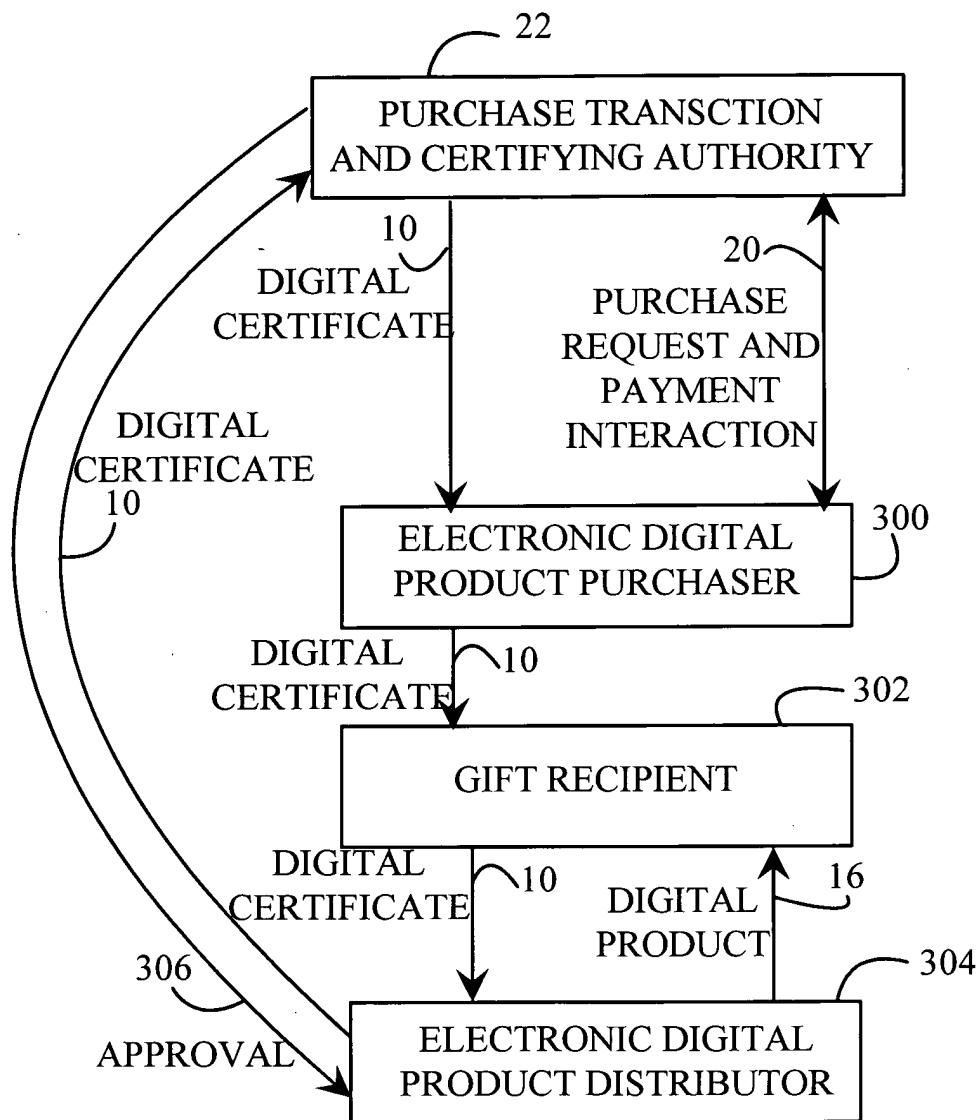 22
PURCHASE TRANSCTION
AND CERTIFYING AUTHORITY
10
DIGITAL
CERTIFICATE
20
PURCHASE
REQUEST AND
PAYMENT
INTERACTION
DIGITAL
CERTIFICATE
10
300
ELECTRONIC DIGITAL
PRODUCT PURCHASER
DIGITAL
CERTIFICATE
10
302
GIFT RECIPIENT
DIGITAL
CERTIFICATE
10
DIGITAL
PRODUCT
16
306
APPROVAL
304
ELECTRONIC DIGITAL
PRODUCT DISTRIBUTOR